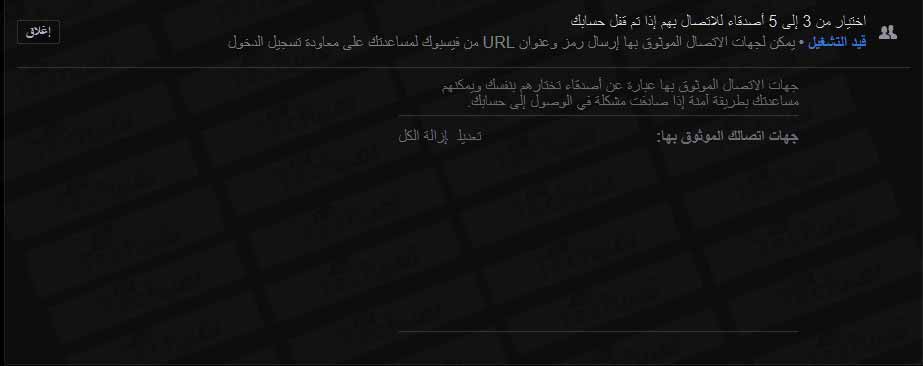 اختيار من 3 إلى 5 أصدقاء للاتصال بهم إذا تم قفل حسابك
إغلاق
قيد التشغيل • يمكن لجهات الاتصال الموثوق بها إرسال رمز وعنوان URL من فيسبوك لمساعدتك على معاودة تسجيل الدخول
جهات الاتصال الموثوق بها عبارة عن أصدقاء تختارهم بنفسك ويمكنهم
مساعدتك بطريقة آمنة إذا صادفت مشكلة في الوصول إلى حسابك.
جهات اتصالك الموثوق بها: تعديل إزالة الكل